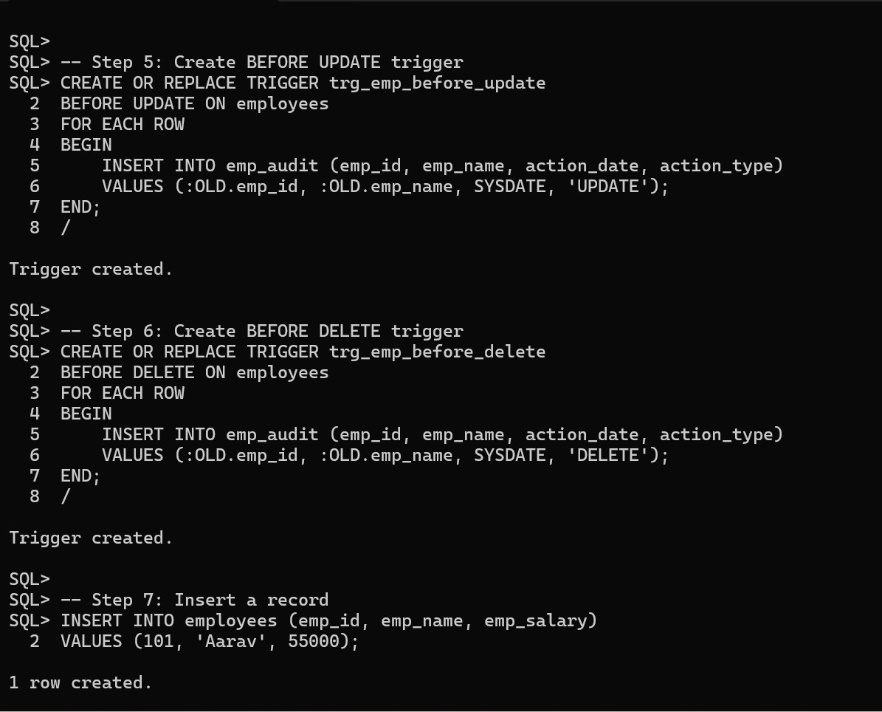 SQL>
SQL> -- Step 5: Create BEFORE UPDATE trigger
SQL> CREATE OR REPLACE TRIGGER trg_emp_before_update
  2  BEFORE UPDATE ON employees
  3  FOR EACH ROW
  4  BEGIN
  5      INSERT INTO emp_audit (emp_id, emp_name, action_date, action_type)
  6      VALUES (:OLD.emp_id, :OLD.emp_name, SYSDATE, 'UPDATE');
  7  END;
  8  /
Trigger created.
SQL>
SQL> -- Step 6: Create BEFORE DELETE trigger
SQL> CREATE OR REPLACE TRIGGER trg_emp_before_delete
  2  BEFORE DELETE ON employees
  3  FOR EACH ROW
  4  BEGIN
  5      INSERT INTO emp_audit (emp_id, emp_name, action_date, action_type)
  6      VALUES (:OLD.emp_id, :OLD.emp_name, SYSDATE, 'DELETE');
  7  END;
  8  /
Trigger created.
SQL>
SQL> -- Step 7: Insert a record
SQL> INSERT INTO employees (emp_id, emp_name, emp_salary)
  2  VALUES (101, 'Aarav', 55000);
1 row created.